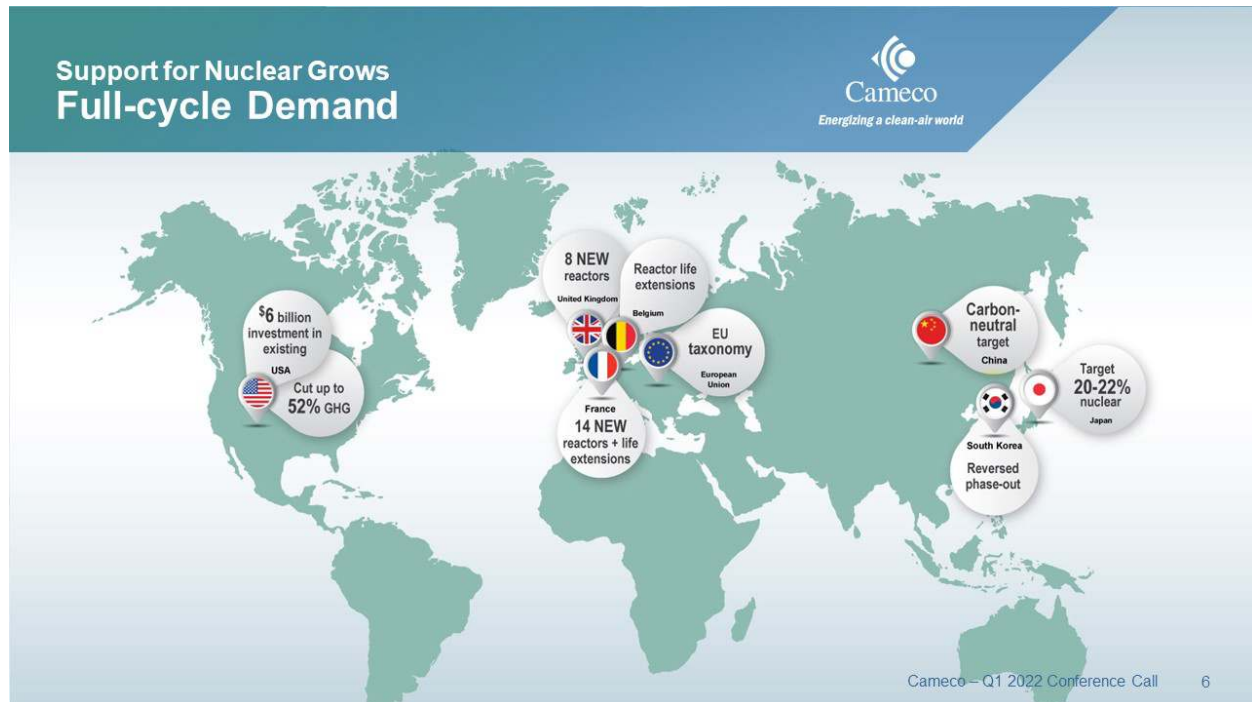 Support for Nuclear Grows
Full-cycle Demand
Cameco
Energizing a clean-air world
$6 billion
investment in
existing
USA
Cut up to
52% GHG
8 NEW
reactors
United Kingdom
Reactor life
extensions
Belgium
EU
taxonomy
European
Union
France
14 NEW
reactors + life
extensions
Carbon-
neutral
target
China
Target
20-22%
nuclear
Japan
South Korea
Reversed
phase-out
Cameco – Q1 2022 Conference Call
6